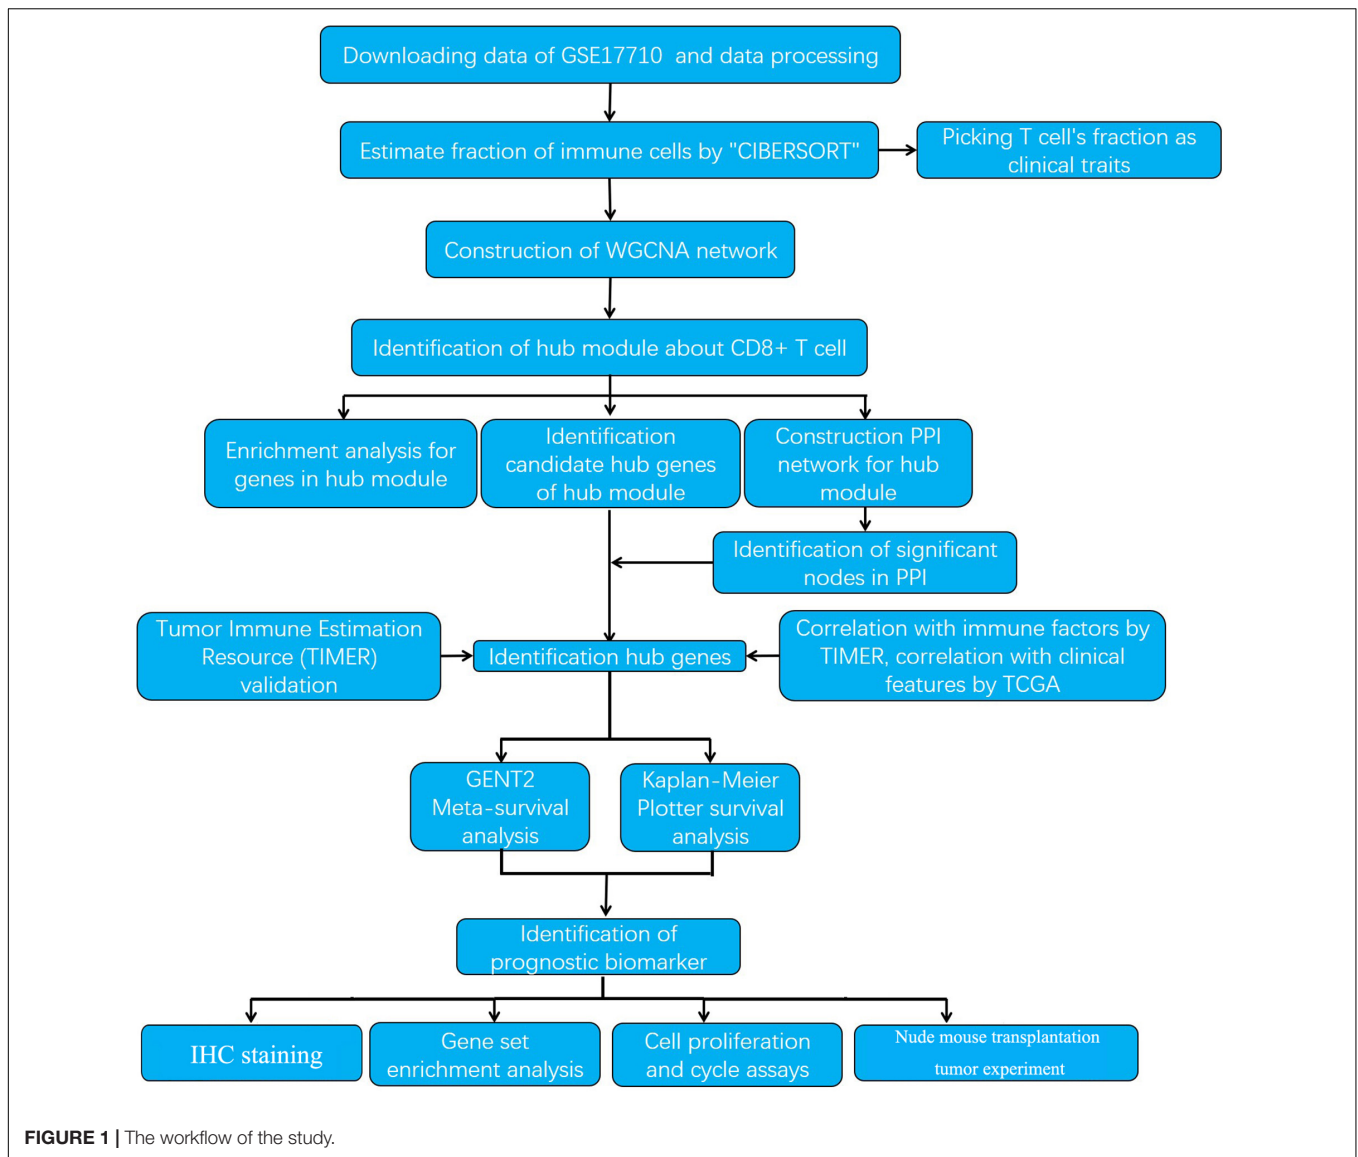 Downloading data of GSE17710 and data processing
Estimate fraction of immune cells by "CIBERSORT"
Picking T cell's fraction as
clinical traits
Construction of WGCNA network
Identification of hub module about CD8+ T cell
Enrichment analysis for
genes in hub module
Identification
candidate hub genes
of hub module
Construction PPI
network for hub
module
Identification of significant
nodes in PPI
Tumor Immune Estimation
Resource (TIMER)
validation
Identification hub genes
Correlation with immune factors by
TIMER, correlation with clinical
features by TCGA
GENT2
Meta-survival
analysis
Kaplan-Meier
Plotter survival
analysis
Identification of
prognostic biomarker
IHC staining
Gene set
enrichment analysis
Cell proliferation
and cycle assays
Nude mouse transplantation
tumor experiment
FIGURE 1 | The workflow of the study.